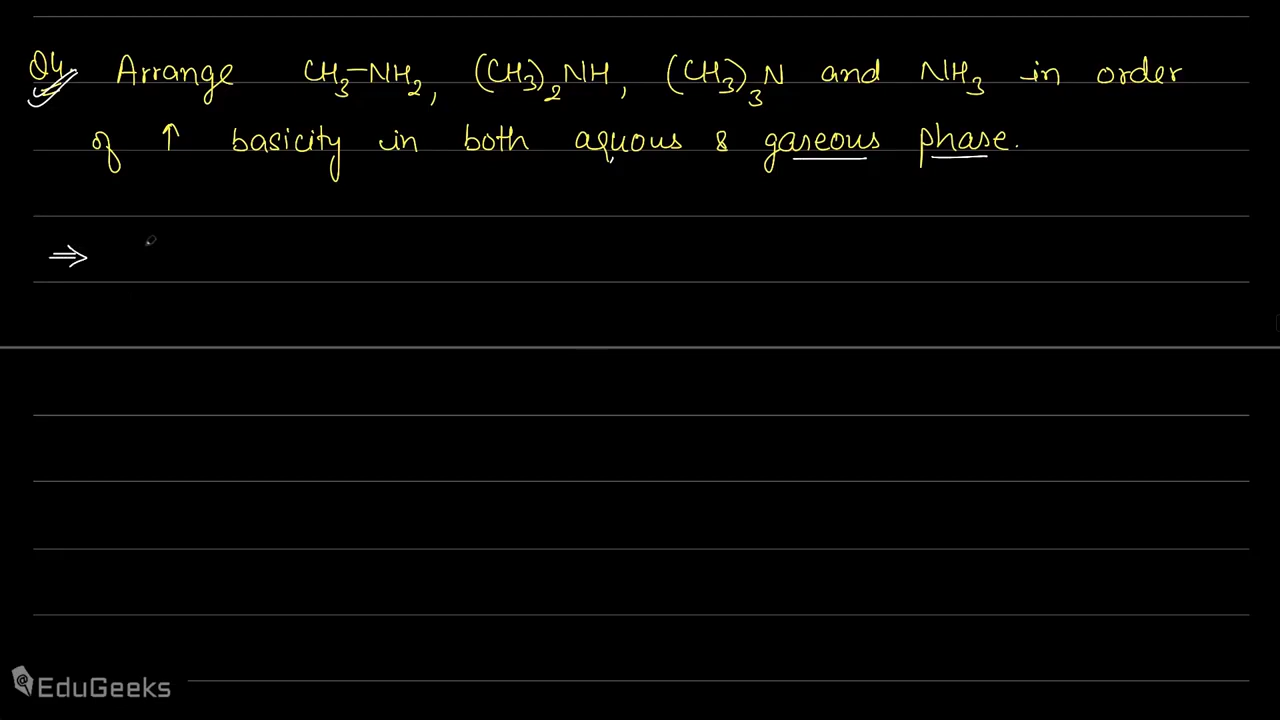 Q4. Arrange CH₃–NH₂, (CH₃)₂NH, (CH₃)₃N and NH₃ in order
of ↑ basicity in both aquous & gaseous phase.
⇒
EduGeeks